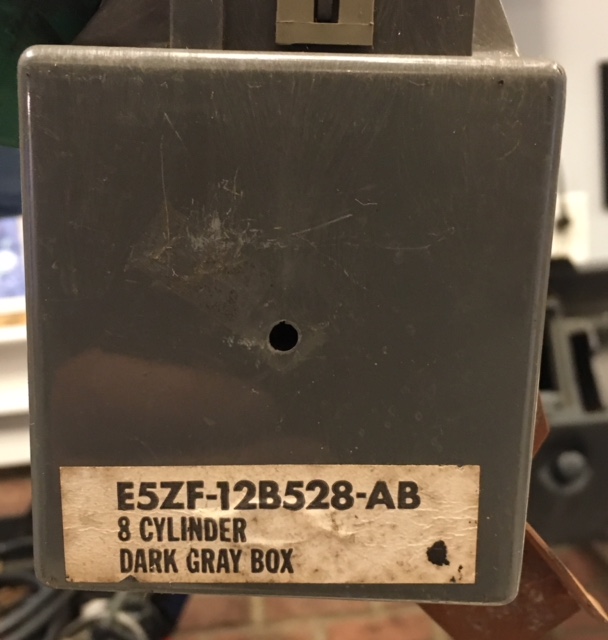 E5ZF-12B528-AB
8 CYLINDER
DARK GRAY BOX